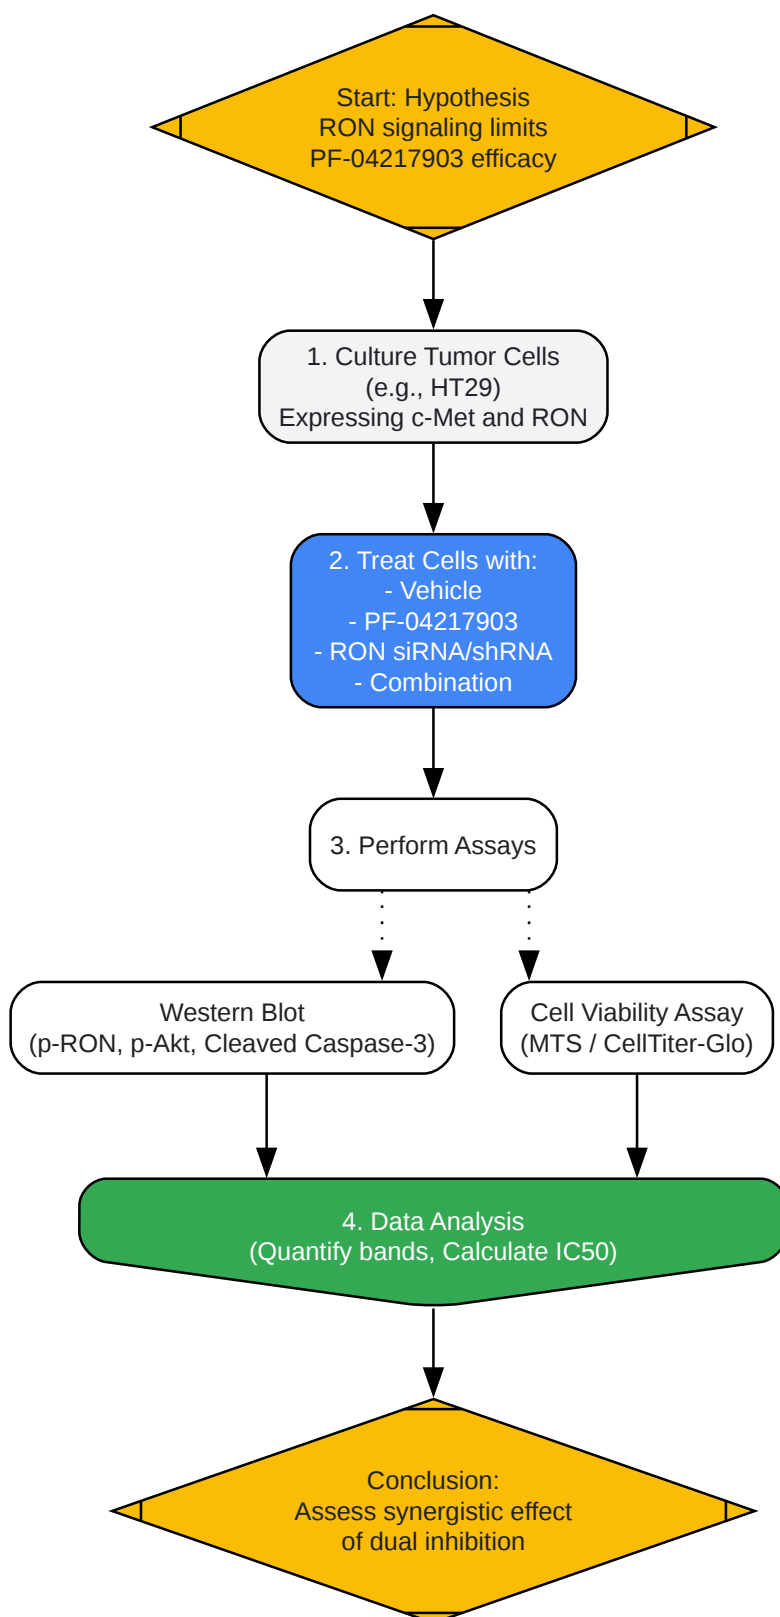 Start: Hypothesis
RON signaling limits
PF-04217903 efficacy
1. Culture Tumor Cells
(e.g., HT29)
Expressing c-Met and RON
2. Treat Cells with:
- Vehicle
- PF-04217903
- RON siRNA/shRNA
- Combination
3. Perform Assays
Western Blot
(p-RON, p-Akt, Cleaved Caspase-3)
Cell Viability Assay
(MTS / CellTiter-Glo)
4. Data Analysis
(Quantify bands, Calculate IC50)
Conclusion:
Assess synergistic effect
of dual inhibition